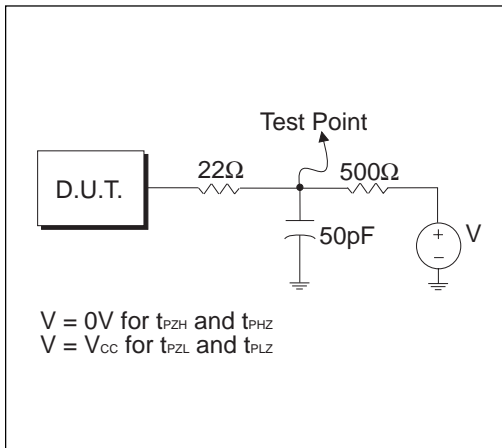 Test Point
22Ω
500Ω
D.U.T.
50pF
+
V
−
V = 0V for tPZH and tPHZ
V = VCC for tPZL and tPLZ